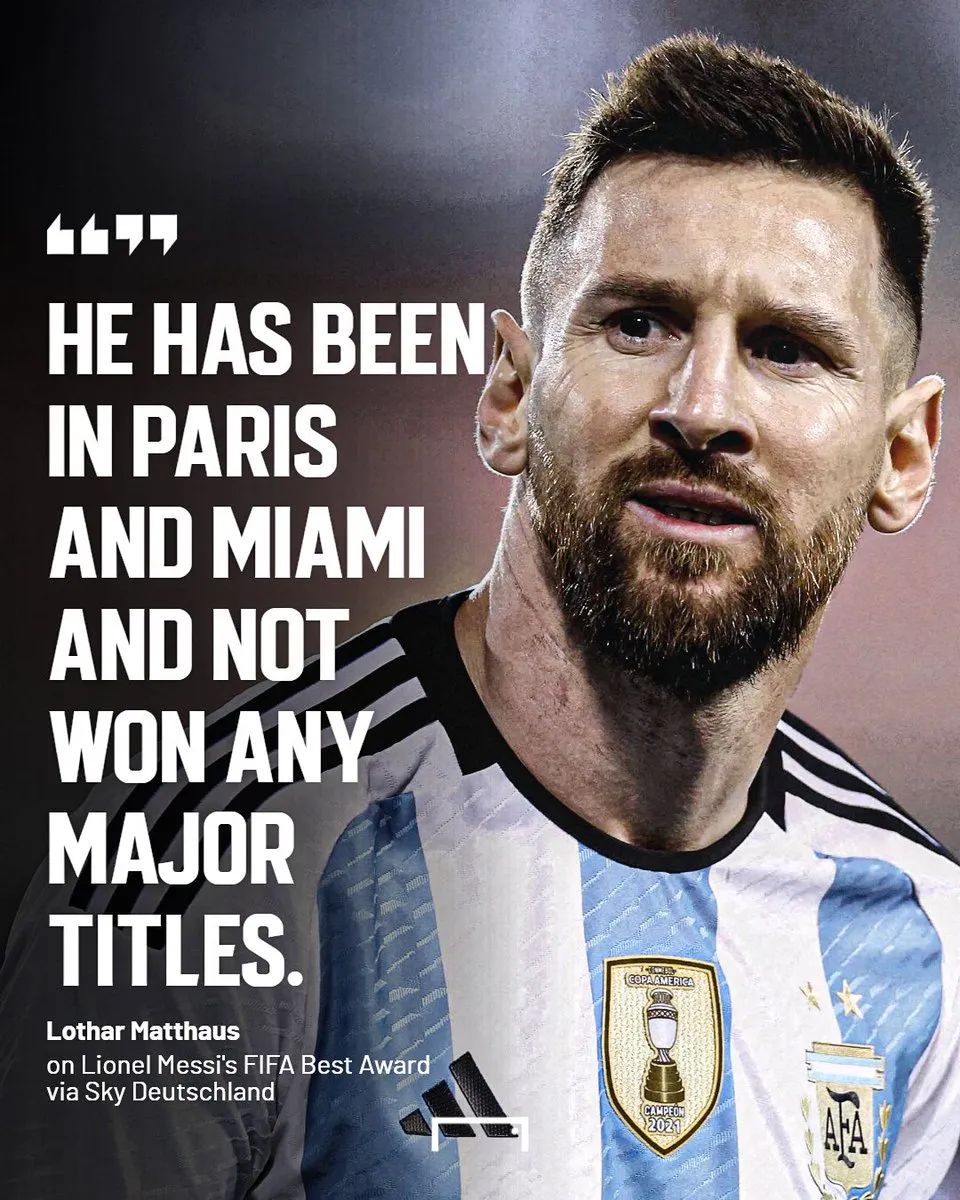 HE HAS BEEN
IN PARIS
AND MIAMI
AND NOT
WON ANY
MAJOR
TITLES.
Lothar Matthaus
on Lionel Messi's FIFA Best Award
via Sky Deutschland
CONMEBOL
COPA AMERICA
CAMPEON
2021
AFA